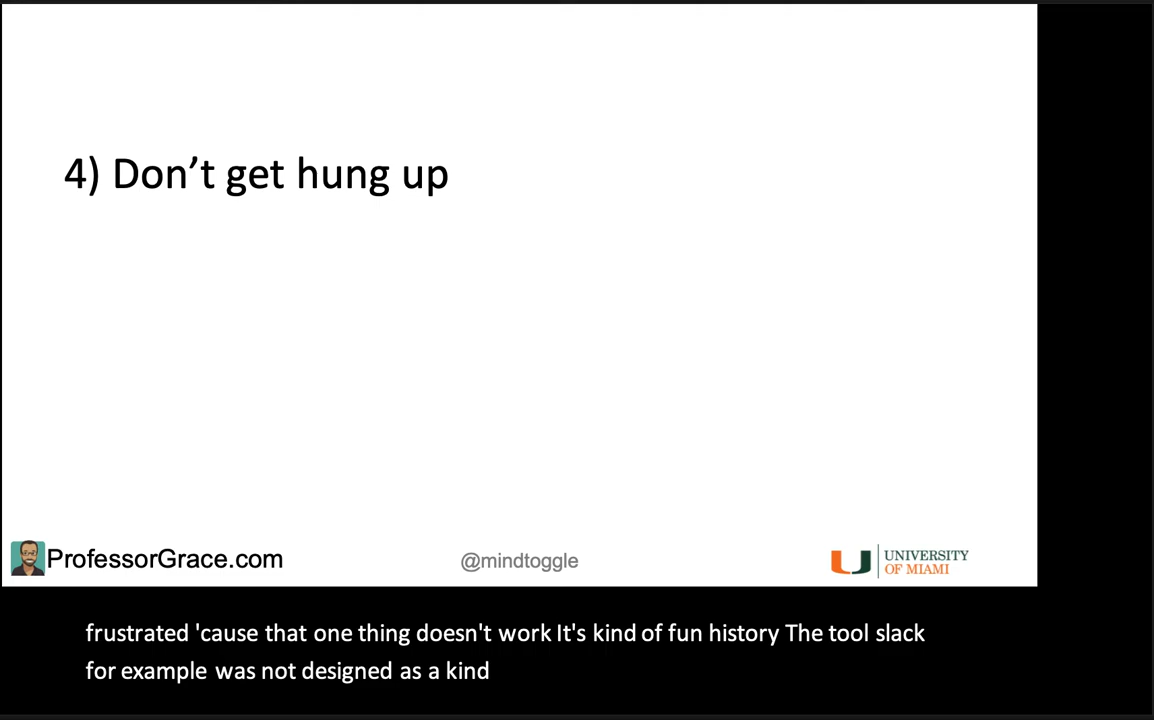 4) Don’t get hung up
ProfessorGrace.com
@mindtoggle
UNIVERSITY
OF MIAMI
frustrated 'cause that one thing doesn't work It's kind of fun history The tool slack
for example was not designed as a kind